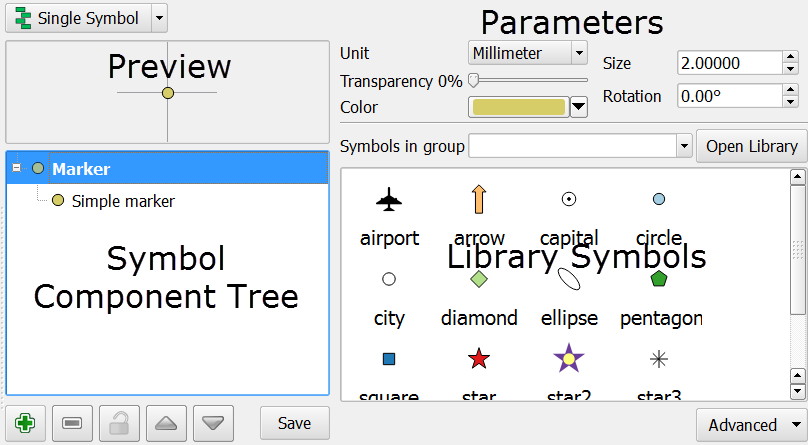 Single Symbol
Parameters
Preview
Unit
Millimeter
Size
2.00000
Transparency 0%
Rotation
0.00°
Color
Symbols in group
Open Library
Marker
Simple marker
Symbol
Component Tree
airport arrow capital circle
Library Symbols
city diamond ellipse pentagon
square star star2 star3
Save
Advanced